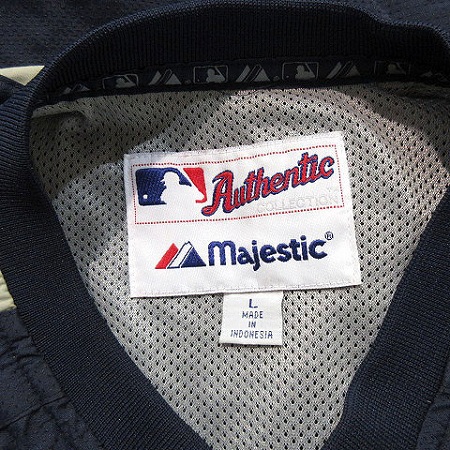 Authentic
COLLECTION
Majestic®
L
MADE
IN
INDONESIA